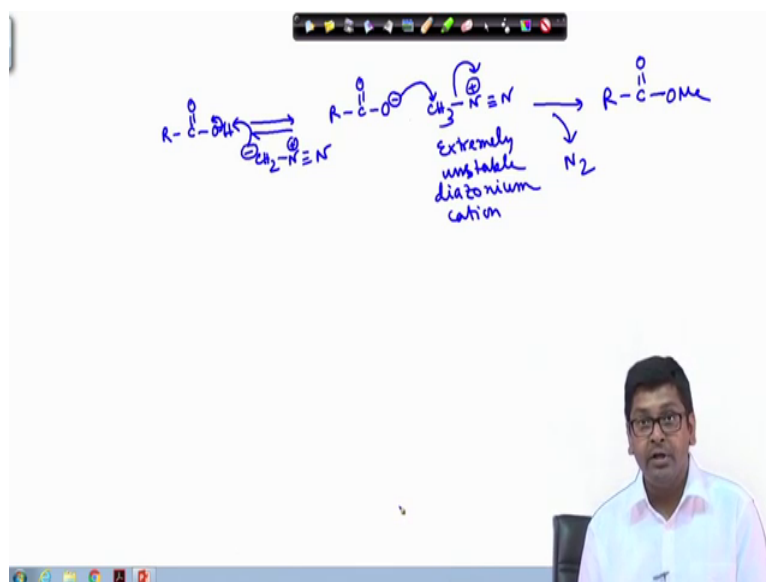 R-C(=O)-OH ⇌ R-C(=O)-O⊖ CH3-N⊕≡N → R-C(=O)-OMe
⊖CH2-N⊕≡N
N2
Extremely
unstable
diazonium
cation